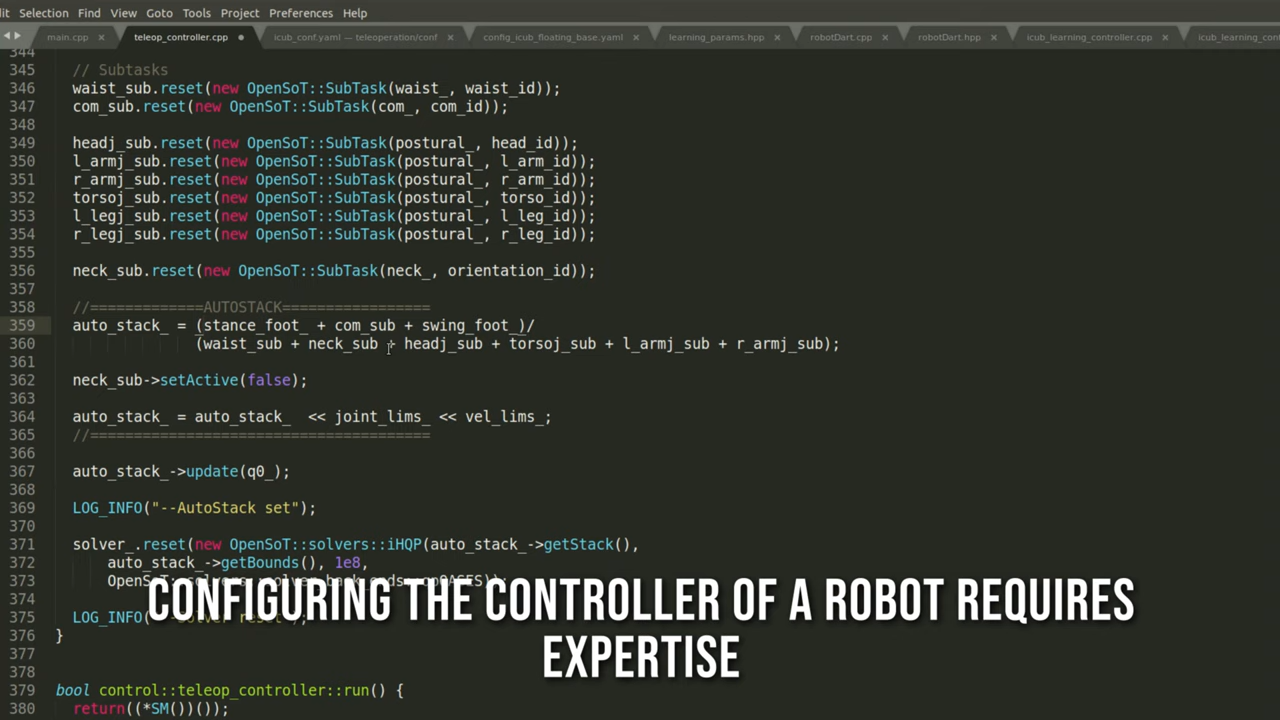 it Selection Find View Goto Tools Project Preferences Help
main.cpp × teleop_controller.cpp ● icub_conf.yaml — teleoperation/conf × config_icub_floating_base.yaml × learning_params.hpp × robotDart.cpp × robotDart.hpp × icub_learning_controller.cpp × icub_learning_cont
344
345 // Subtasks
346 waist_sub.reset(new OpenSoT::SubTask(waist_, waist_id));
347 com_sub.reset(new OpenSoT::SubTask(com_, com_id));
348
349 headj_sub.reset(new OpenSoT::SubTask(postural_, head_id));
350 l_armj_sub.reset(new OpenSoT::SubTask(postural_, l_arm_id));
351 r_armj_sub.reset(new OpenSoT::SubTask(postural_, r_arm_id));
352 torsoj_sub.reset(new OpenSoT::SubTask(postural_, torso_id));
353 l_legj_sub.reset(new OpenSoT::SubTask(postural_, l_leg_id));
354 r_legj_sub.reset(new OpenSoT::SubTask(postural_, r_leg_id));
355
356 neck_sub.reset(new OpenSoT::SubTask(neck_, orientation_id));
357
358 //=============AUTOSTACK=================
359 auto_stack_ = (stance_foot_ + com_sub + swing_foot_)/
360 (waist_sub + neck_sub + headj_sub + torsoj_sub + l_armj_sub + r_armj_sub);
361
362 neck_sub->setActive(false);
363
364 auto_stack_ = auto_stack_ << joint_lims_ << vel_lims_;
365 //=======================================
366
367 auto_stack_->update(q0_);
368
369 LOG_INFO("--AutoStack set");
370
371 solver_.reset(new OpenSoT::solvers::iHQP(auto_stack_->getStack(),
372 auto_stack_->getBounds(), 1e8,
373 OpenSoT::solvers::solver_back_ends::qpOASES));
374
375 LOG_INFO(
376 }
377
378
379 bool control::teleop_controller::run() {
380 return((*SM())());
CONFIGURING THE CONTROLLER OF A ROBOT REQUIRES
EXPERTISE